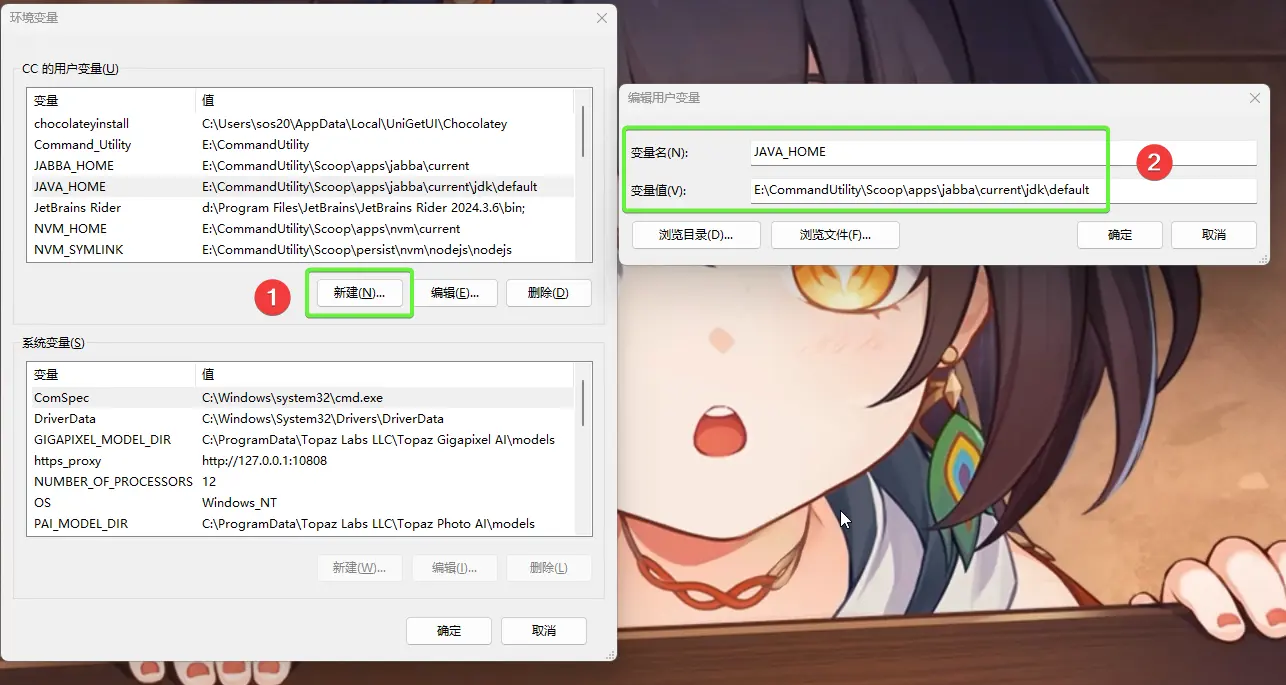 环境变量
CC 的用户变量(U)
变量 值
chocolateyinstall C:\Users\sos20\AppData\Local\UniGetUI\Chocolatey
Command_Utility E:\CommandUtility
JABBA_HOME E:\CommandUtility\Scoop\apps\jabba\current
JAVA_HOME E:\CommandUtility\Scoop\apps\jabba\current\jdk\default
JetBrains Rider d:\Program Files\JetBrains\JetBrains Rider 2024.3.6\bin;
NVM_HOME E:\CommandUtility\Scoop\apps\nvm\current
NVM_SYMLINK E:\CommandUtility\Scoop\persist\nvm\nodejs\nodejs
1 新建(N)... 编辑(E)... 删除(D)
系统变量(S)
变量 值
ComSpec C:\Windows\system32\cmd.exe
DriverData C:\Windows\System32\Drivers\DriverData
GIGAPIXEL_MODEL_DIR C:\ProgramData\Topaz Labs LLC\Topaz Gigapixel AI\models
https_proxy http://127.0.0.1:10808
NUMBER_OF_PROCESSORS 12
OS Windows_NT
PAI_MODEL_DIR C:\ProgramData\Topaz Labs LLC\Topaz Photo AI\models
新建(W)... 编辑(I)... 删除(L)
确定 取消
编辑用户变量
变量名(N): JAVA_HOME
2
变量值(V): E:\CommandUtility\Scoop\apps\jabba\current\jdk\default
浏览目录(D)... 浏览文件(F)... 确定 取消